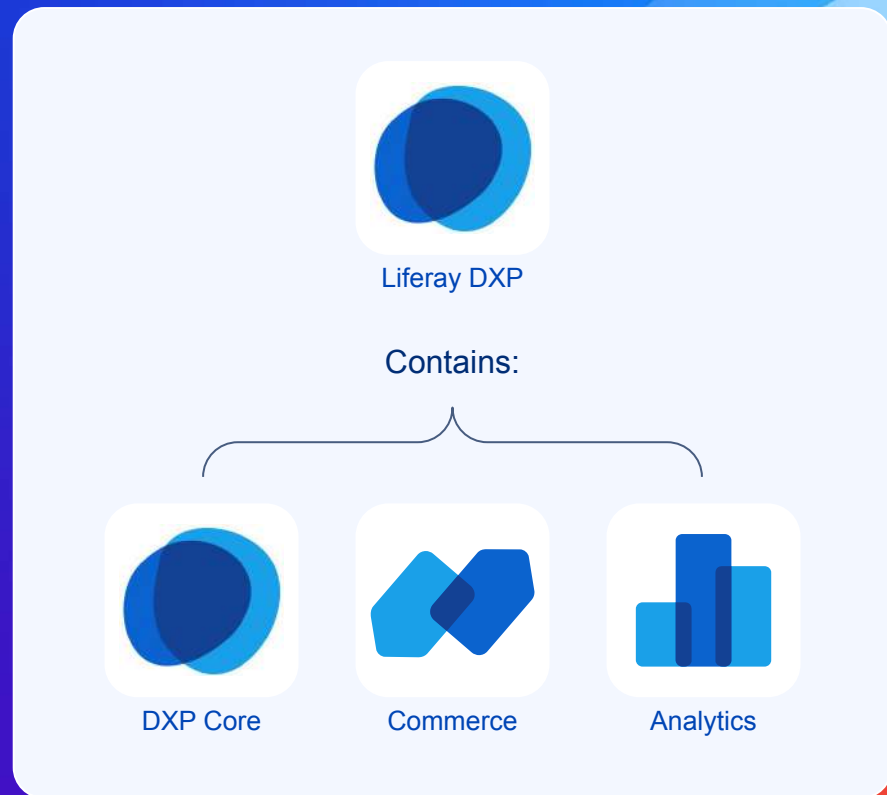 Liferay DXP
Contains:
DXP Core
Commerce
Analytics